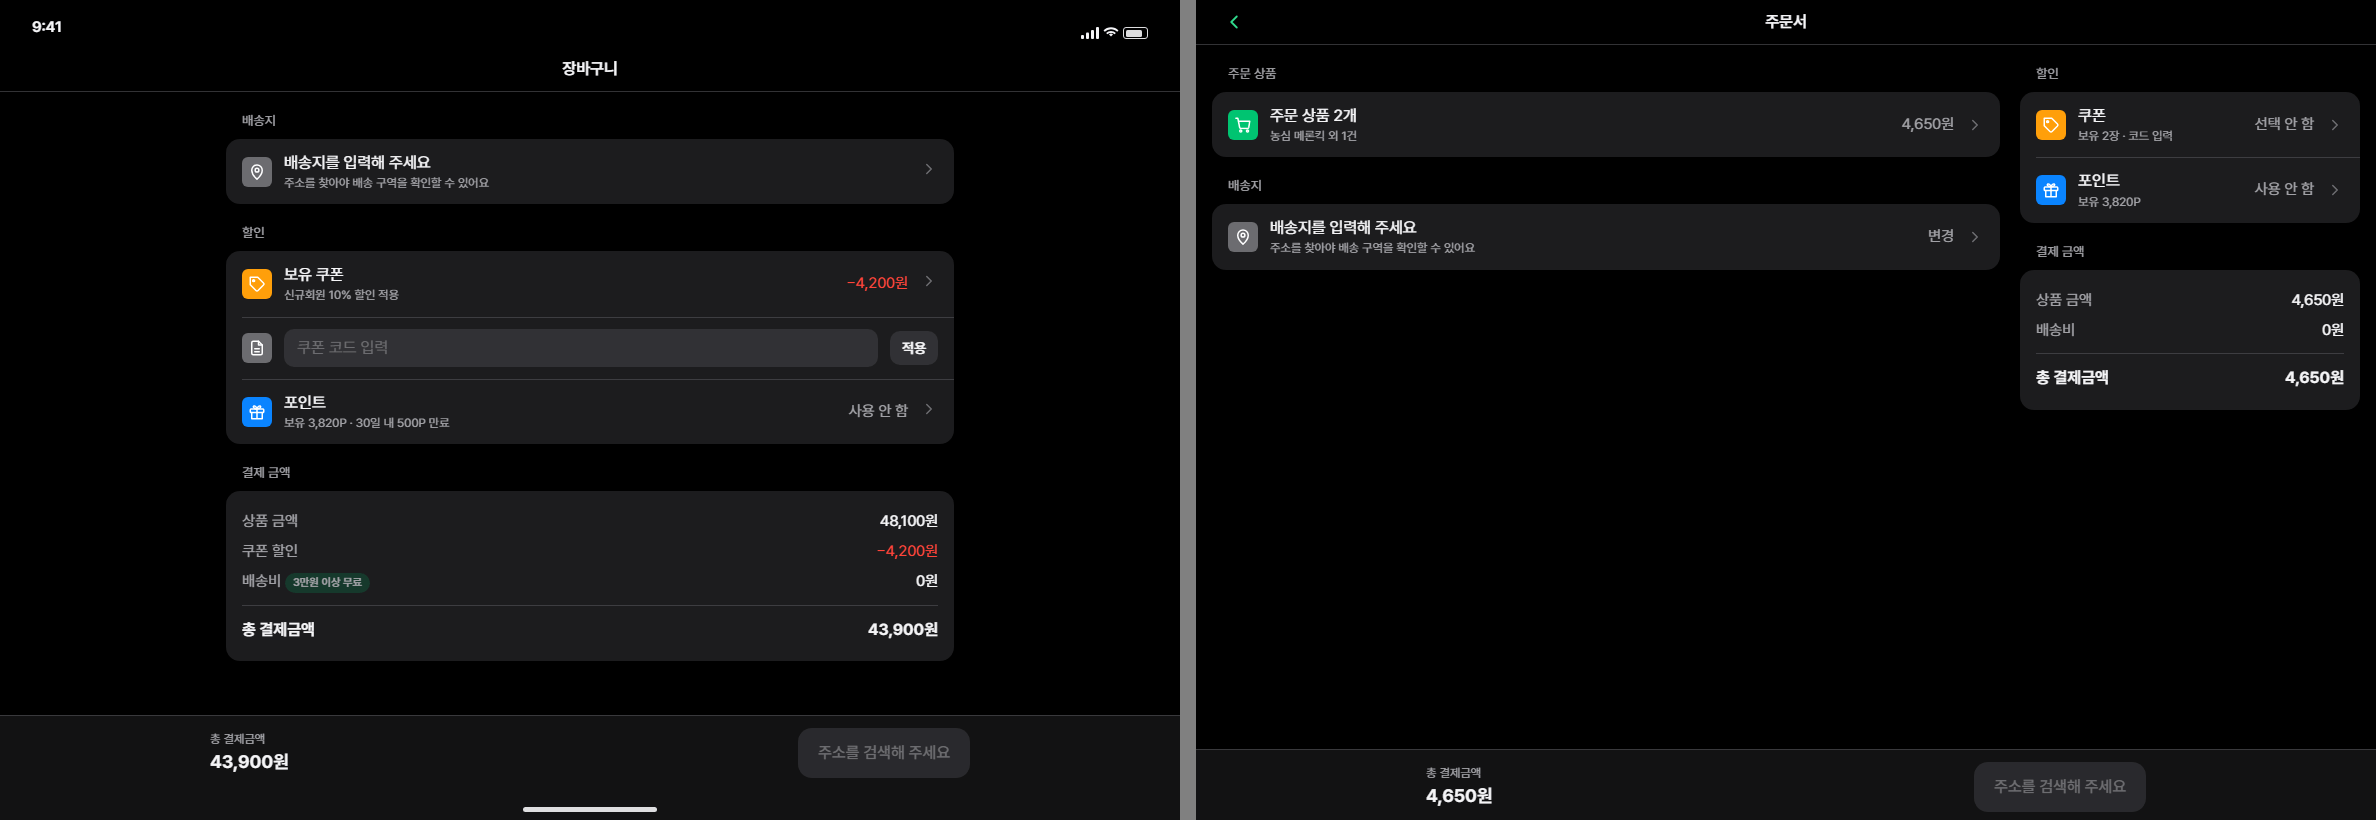 9:41
장바구니
배송지
배송지를 입력해 주세요
주소를 찾아야 배송 구역을 확인할 수 있어요
할인
보유 쿠폰
신규회원 10% 할인 적용
−4,200원
쿠폰 코드 입력
적용
포인트
보유 3,820P · 30일 내 500P 만료
사용 안 함
결제 금액
상품 금액
48,100원
쿠폰 할인
−4,200원
배송비 3만원 이상 무료
0원
총 결제금액
43,900원
총 결제금액
43,900원
주소를 검색해 주세요
주문서
주문 상품
주문 상품 2개
농심 메론킥 외 1건
4,650원
배송지
배송지를 입력해 주세요
주소를 찾아야 배송 구역을 확인할 수 있어요
변경
할인
쿠폰
보유 2장 · 코드 입력
선택 안 함
포인트
보유 3,820P
사용 안 함
결제 금액
상품 금액
4,650원
배송비
0원
총 결제금액
4,650원
총 결제금액
4,650원
주소를 검색해 주세요